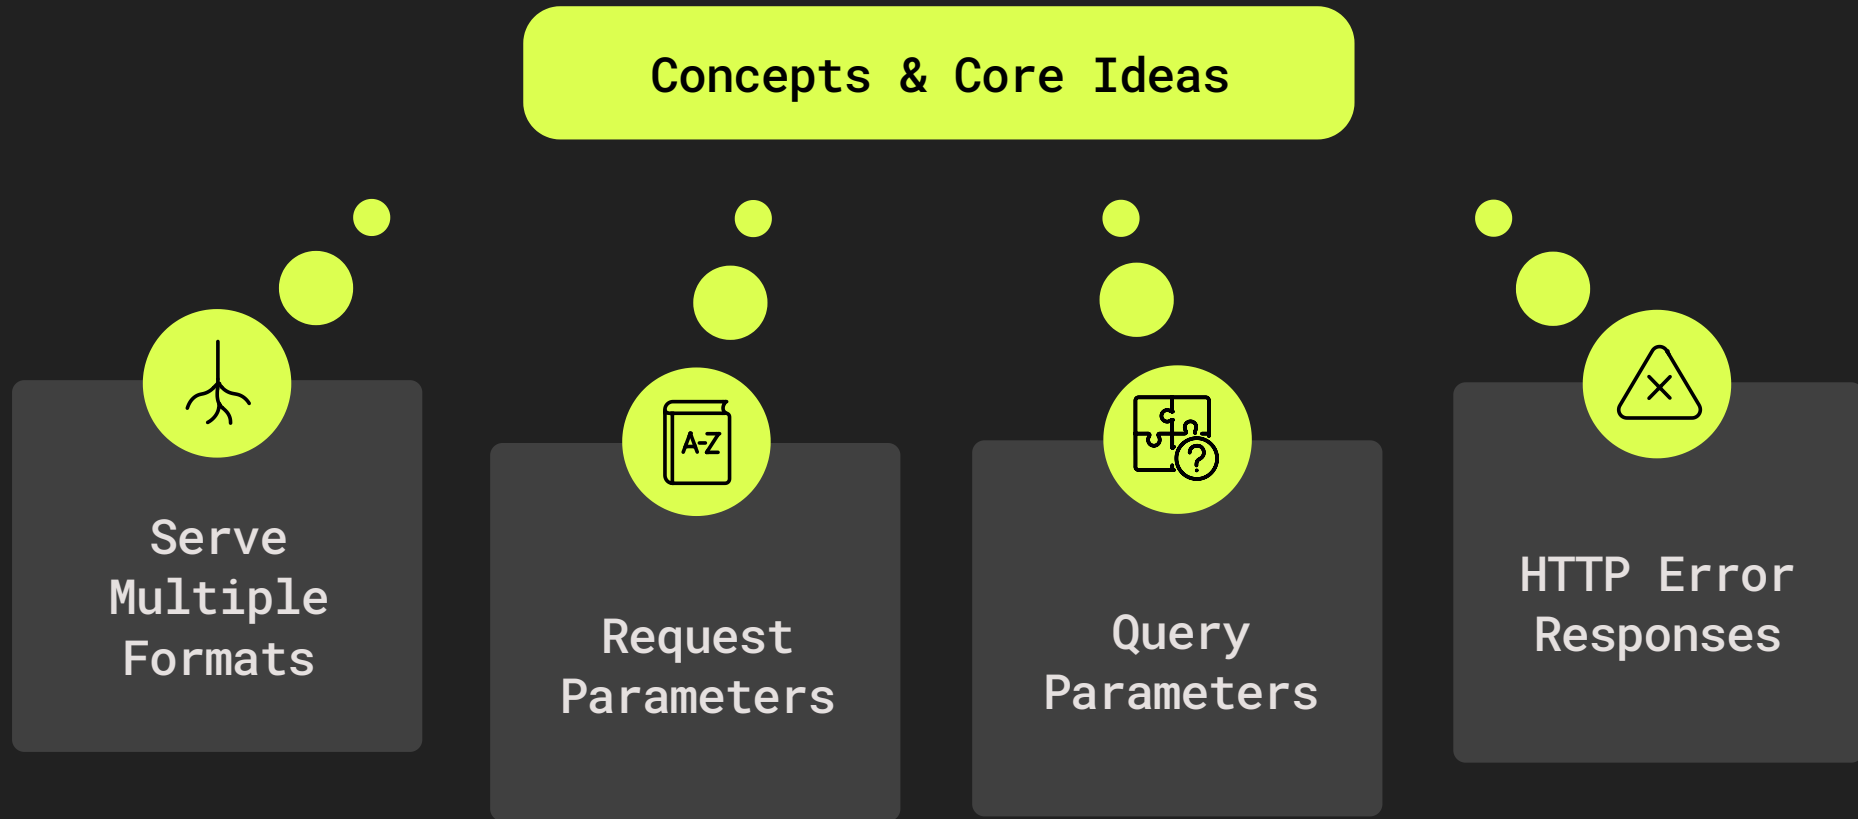 Concepts & Core Ideas
Serve
Multiple
Formats
A-Z
Request
Parameters
?
Query
Parameters
HTTP Error
Responses